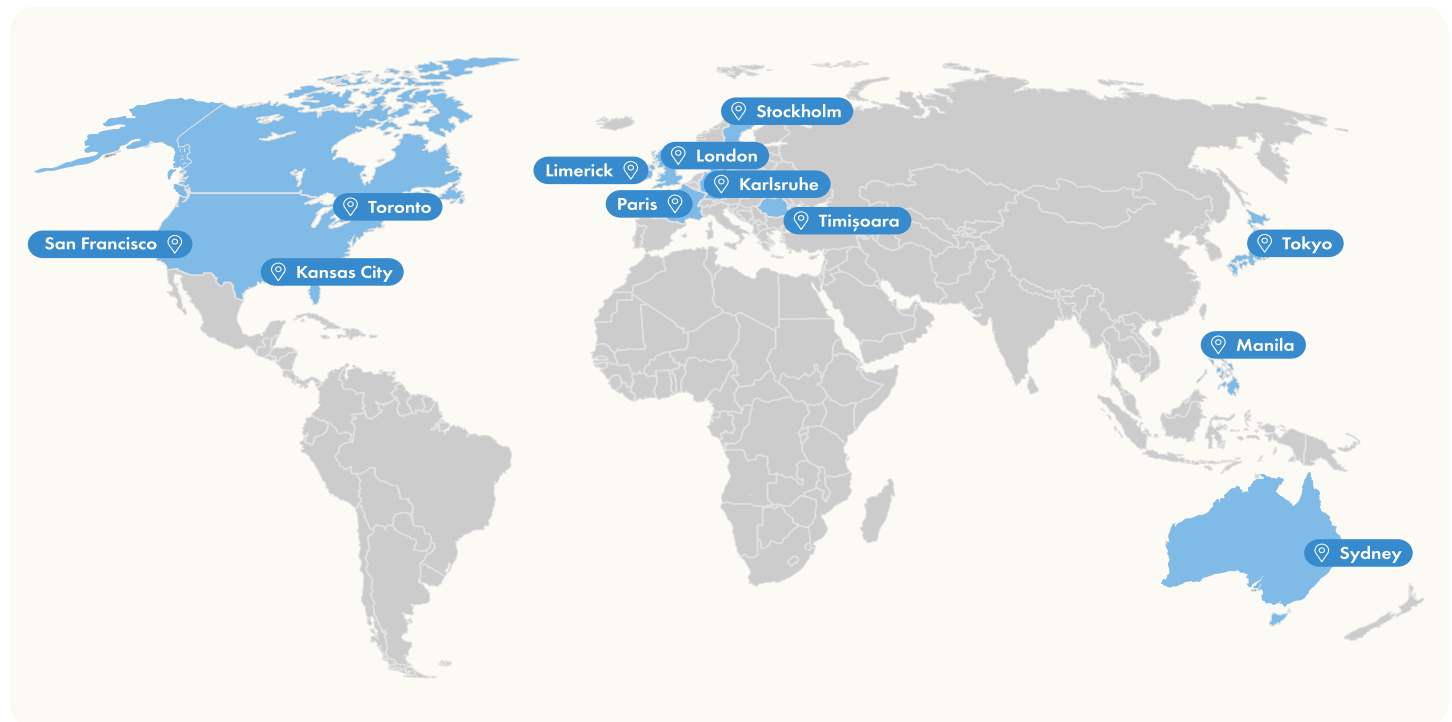 Stockholm
London
Limerick
Karlsruhe
Paris
Toronto
Timișoara
San Francisco
Tokyo
Kansas City
Manila
Sydney